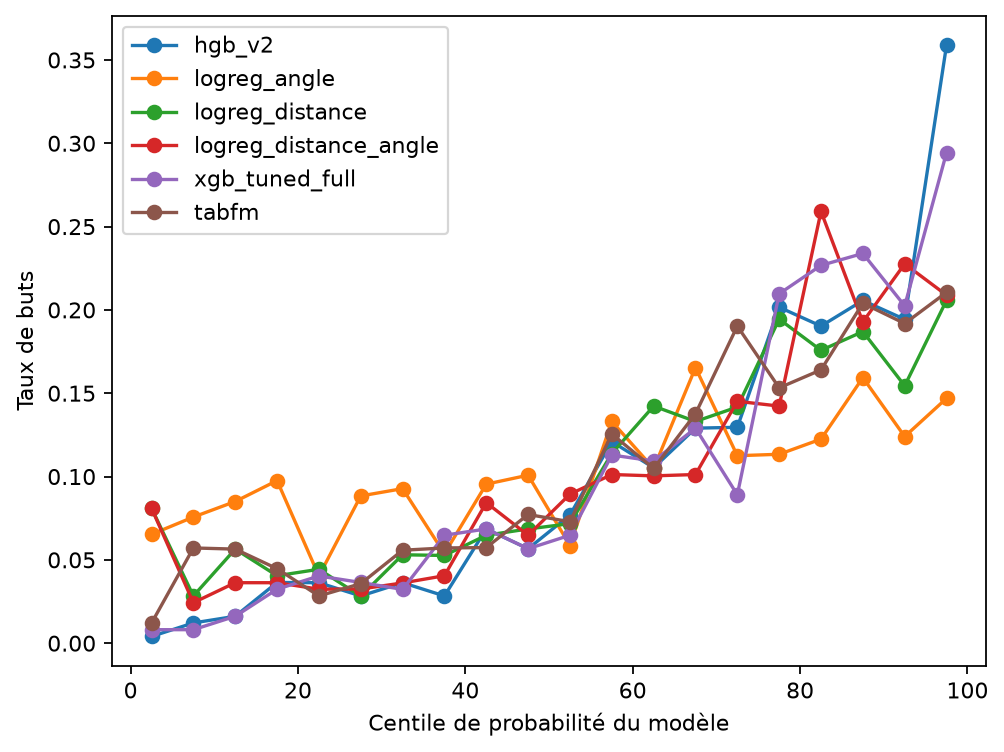 hgb_v2
logreg_angle
logreg_distance
logreg_distance_angle
xgb_tuned_full
tabfm
0.35
0.30
0.25
0.20
0.15
0.10
0.05
0.00
Taux de buts
0 20 40 60 80 100
Centile de probabilité du modèle